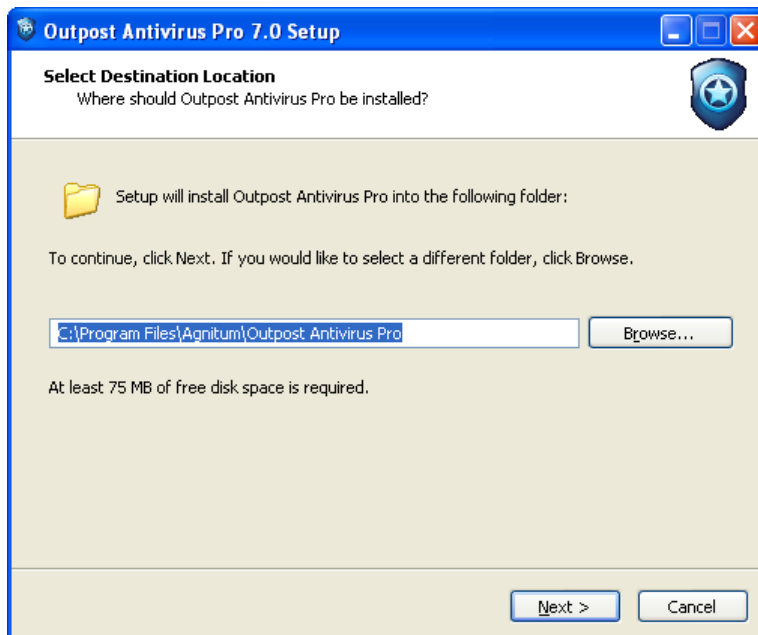 Outpost Antivirus Pro 7.0 Setup
Select Destination Location
Where should Outpost Antivirus Pro be installed?
Setup will install Outpost Antivirus Pro into the following folder:
To continue, click Next. If you would like to select a different folder, click Browse.
C:\Program Files\Agnitum\Outpost Antivirus Pro
Browse...
At least 75 MB of free disk space is required.
Next >
Cancel